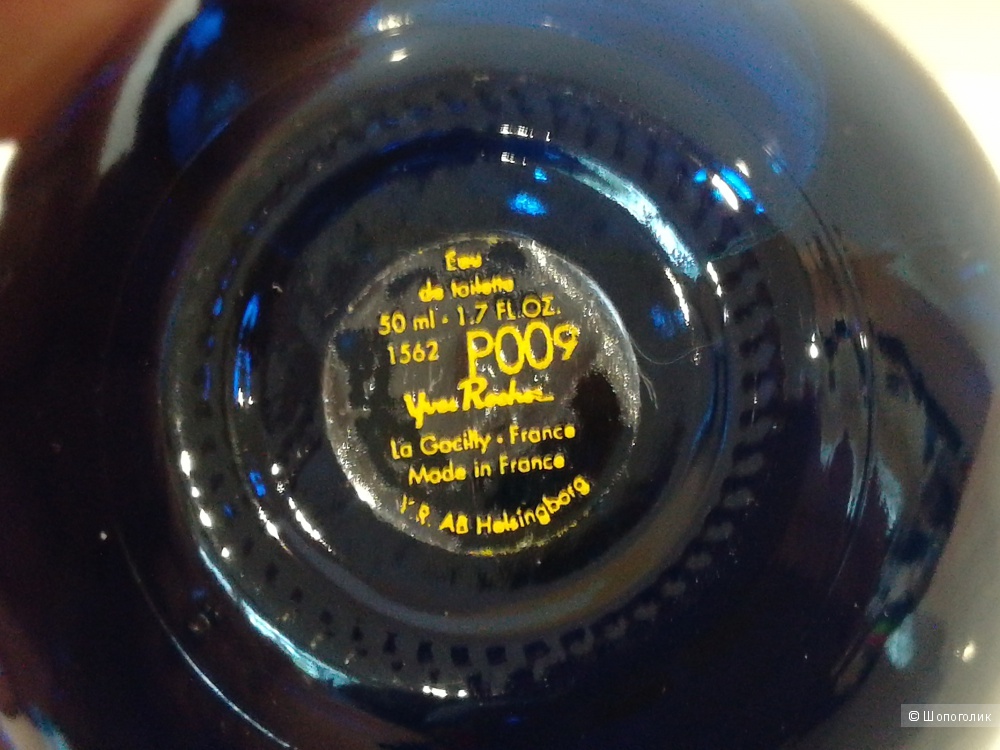 Eau
de toilette
50 ml • 1.7 FL.OZ.
1562 P009
Yves Rocher
La Gacilly • France
Made in France
Y.R. AB Helsingborg
© Шопоголик